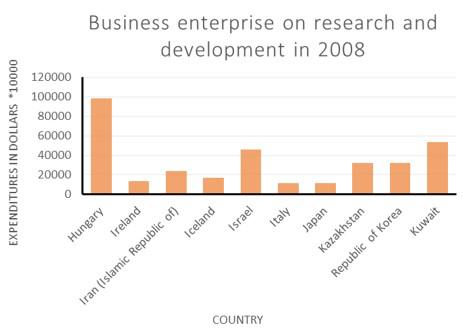 Business enterprise on research and
development in 2008
EXPENDITURES IN DOLLARS *10000
120000
100000
80000
60000
40000
20000
0
Hungary
Ireland
Iran (Islamic Republic of)
Iceland
Israel
Italy
Japan
Kazakhstan
Republic of Korea
Kuwait
COUNTRY